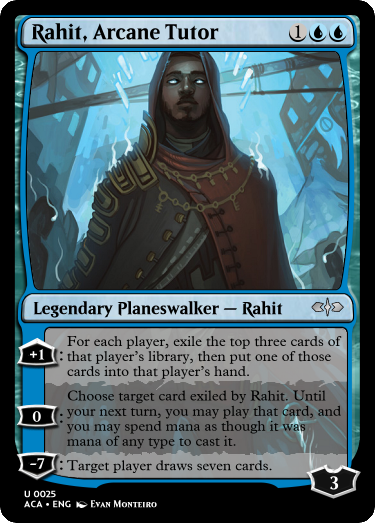 Rahit, Arcane Tutor 1
Legendary Planeswalker — Rahit
+1 : For each player, exile the top three cards of
that player's library, then put one of those
cards into that player's hand.
0 : Choose target card exiled by Rahit. Until
your next turn, you may play that card, and
you may spend mana as though it was
mana of any type to cast it.
-7 : Target player draws seven cards.
3
U 0025
ACA • ENG Evan Monteiro